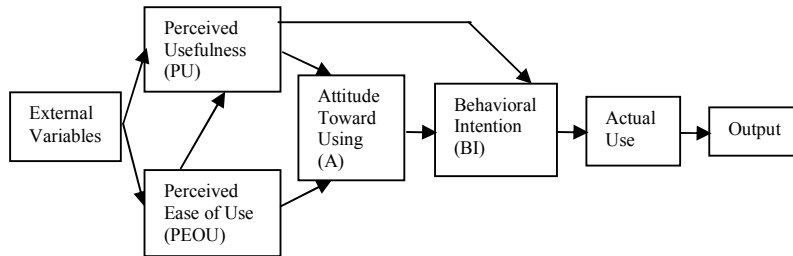 Perceived
Usefulness
(PU)
External
Variables
Perceived
Ease of Use
(PEOU)
Attitude
Toward
Using
(A)
Behavioral
Intention
(BI)
Actual
Use
Output